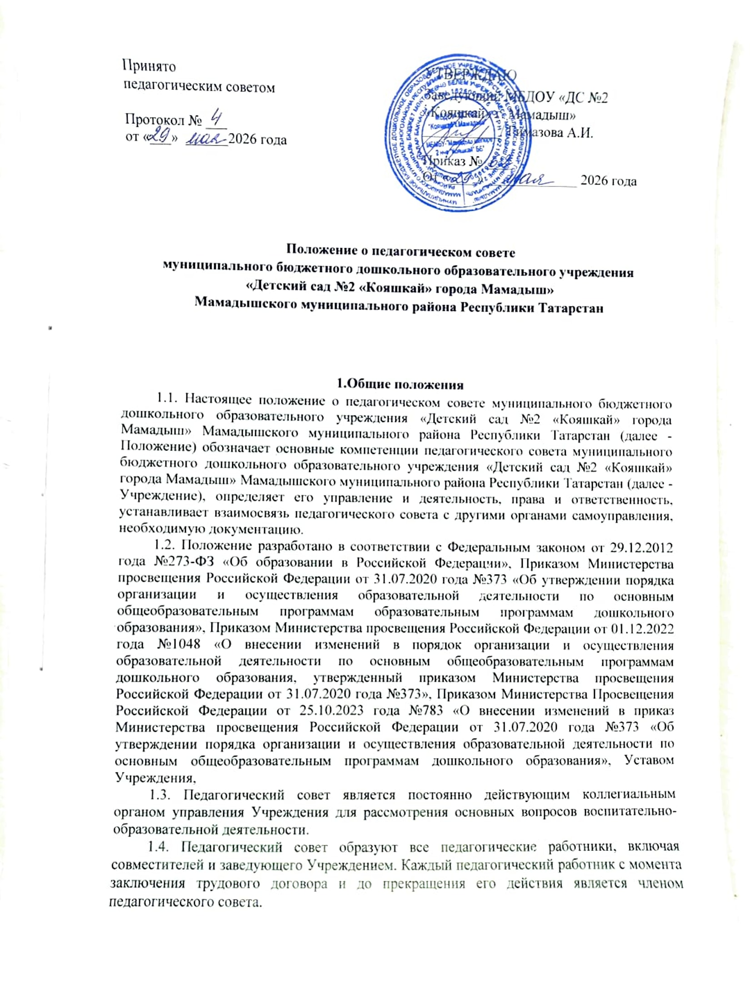 Принято
педагогическим советом
Протокол № 4
от «29» мая 2026 года
УТВЕРЖДАЮ
Заведующий МБДОУ «ДС №2
«Кояшкай» г. Мамадыш»
А.И.
Приказ №
От «29» мая 2026 года
Положение о педагогическом совете
муниципального бюджетного дошкольного образовательного учреждения
«Детский сад №2 «Кояшкай» города Мамадыш»
Мамадышского муниципального района Республики Татарстан
1.Общие положения
1.1. Настоящее положение о педагогическом совете муниципального бюджетного
дошкольного образовательного учреждения «Детский сад №2 «Кояшкай» города
Мамадыш» Мамадышского муниципального района Республики Татарстан (далее -
Положение) обозначает основные компетенции педагогического совета муниципального
бюджетного дошкольного образовательного учреждения «Детский сад №2 «Кояшкай»
города Мамадыш» Мамадышского муниципального района Республики Татарстан (далее -
Учреждение), определяет его управление и деятельность, права и ответственность,
устанавливает взаимосвязь педагогического совета с другими органами самоуправления,
необходимую документацию.
1.2. Положение разработано в соответствии с Федеральным законом от 29.12.2012
года №273-ФЗ «Об образовании в Российской Федерации», Приказом Министерства
просвещения Российской Федерации от 31.07.2020 года №373 «Об утверждении порядка
организации и осуществления образовательной деятельности по основным
общеобразовательным программам образовательным программам дошкольного
образования», Приказом Министерства просвещения Российской Федерации от 01.12.2022
года №1048 «О внесении изменений в порядок организации и осуществления
образовательной деятельности по основным общеобразовательным программам
дошкольного образования, утвержденный приказом Министерства просвещения
Российской Федерации от 31.07.2020 года №373», Приказом Министерства Просвещения
Российской Федерации от 25.10.2023 года №783 «О внесении изменений в приказ
Министерства просвещения Российской Федерации от 31.07.2020 года №373 «Об
утверждении порядка организации и осуществления образовательной деятельности по
основным общеобразовательным программам дошкольного образования», Уставом
Учреждения,
1.3. Педагогический совет является постоянно действующим коллегиальным
органом управления Учреждения для рассмотрения основных вопросов воспитательно-
образовательной деятельности.
1.4. Педагогический совет образуют все педагогические работники, включая
совместителей и заведующего Учреждением. Каждый педагогический работник с момента
заключения трудового договора и до прекращения его действия является членом
педагогического совета.